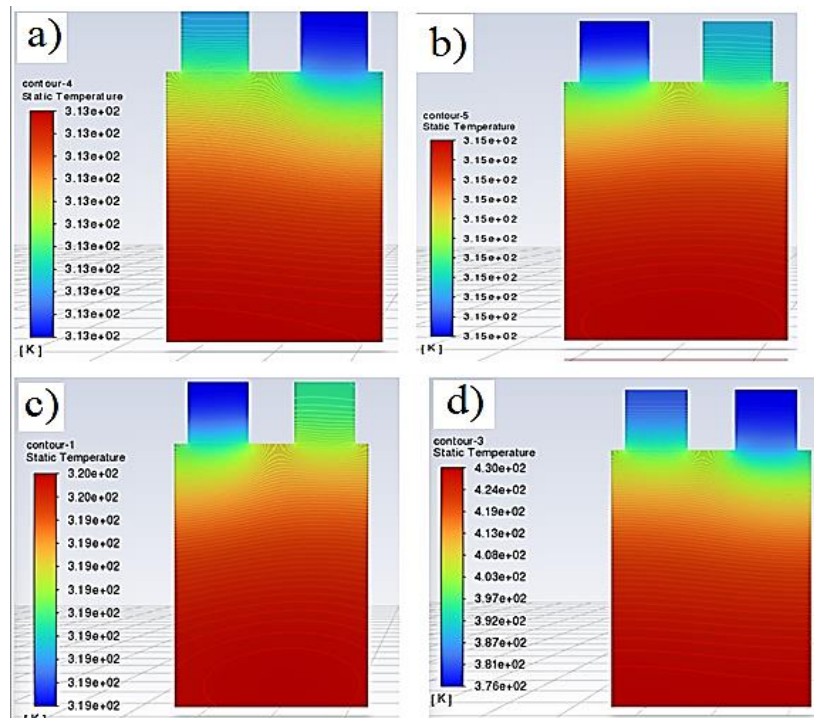 a)
contour-4
Static Temperature
3.13e+02
3.13e+02
3.13e+02
3.13e+02
3.13e+02
3.13e+02
3.13e+02
3.13e+02
3.13e+02
3.13e+02
3.13e+02
[K]
b)
contour-5
Static Temperature
3.15e+02
3.15e+02
3.15e+02
3.15e+02
3.15e+02
3.15e+02
3.15e+02
3.15e+02
3.15e+02
3.15e+02
3.15e+02
[K]
c)
contour-1
Static Temperature
3.20e+02
3.20e+02
3.19e+02
3.19e+02
3.19e+02
3.19e+02
3.19e+02
3.19e+02
3.19e+02
3.19e+02
3.19e+02
[K]
d)
contour-3
Static Temperature
4.30e+02
4.24e+02
4.13e+02
4.08e+02
4.03e+02
3.97e+02
3.92e+02
3.87e+02
3.81e+02
3.76e+02
[K]